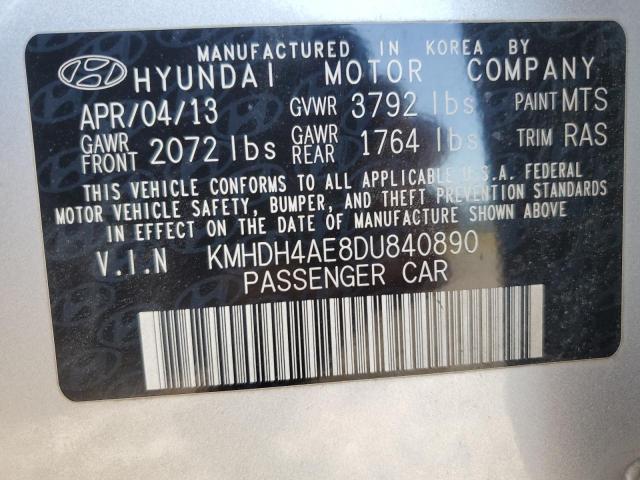 MANUFACTURED IN KOREA BY
HYUNDAI MOTOR COMPANY
APR/04/13 GVWR 3792 lbs PAINT MTS
GAWR FRONT 2072 lbs GAWR REAR 1764 lbs TRIM RAS
THIS VEHICLE CONFORMS TO ALL APPLICABLE U.S.A. FEDERAL
MOTOR VEHICLE SAFETY, BUMPER, AND THEFT PREVENTION STANDARDS
IN EFFECT ON THE DATE OF MANUFACTURE SHOWN ABOVE
V.I.N KMHDH4AE8DU840890
PASSENGER CAR